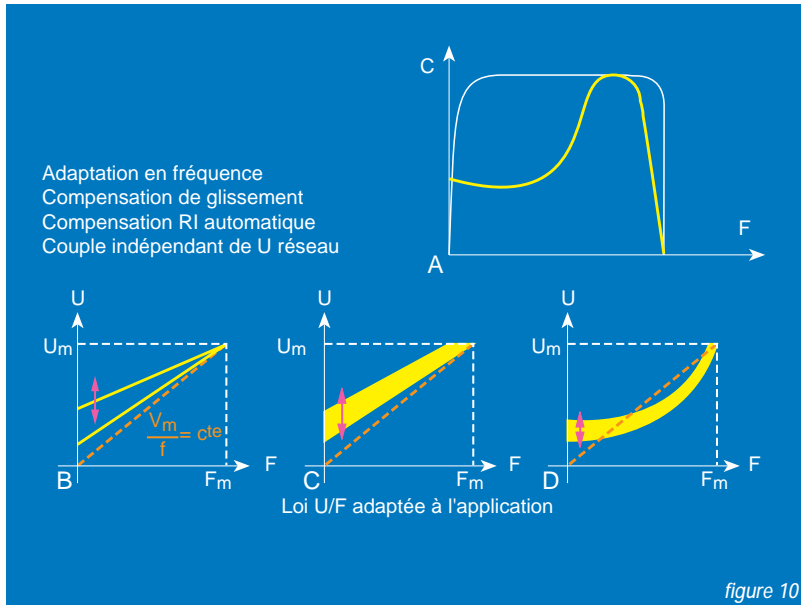 C
F
A
Adaptation en fréquence
Compensation de glissement
Compensation RI automatique
Couple indépendant de U réseau
U
Um
Vm
f
= cte
B
Fm
F
U
Um
C
Fm
F
U
Um
D
Fm
F
Loi U/F adaptée à l'application
figure 10